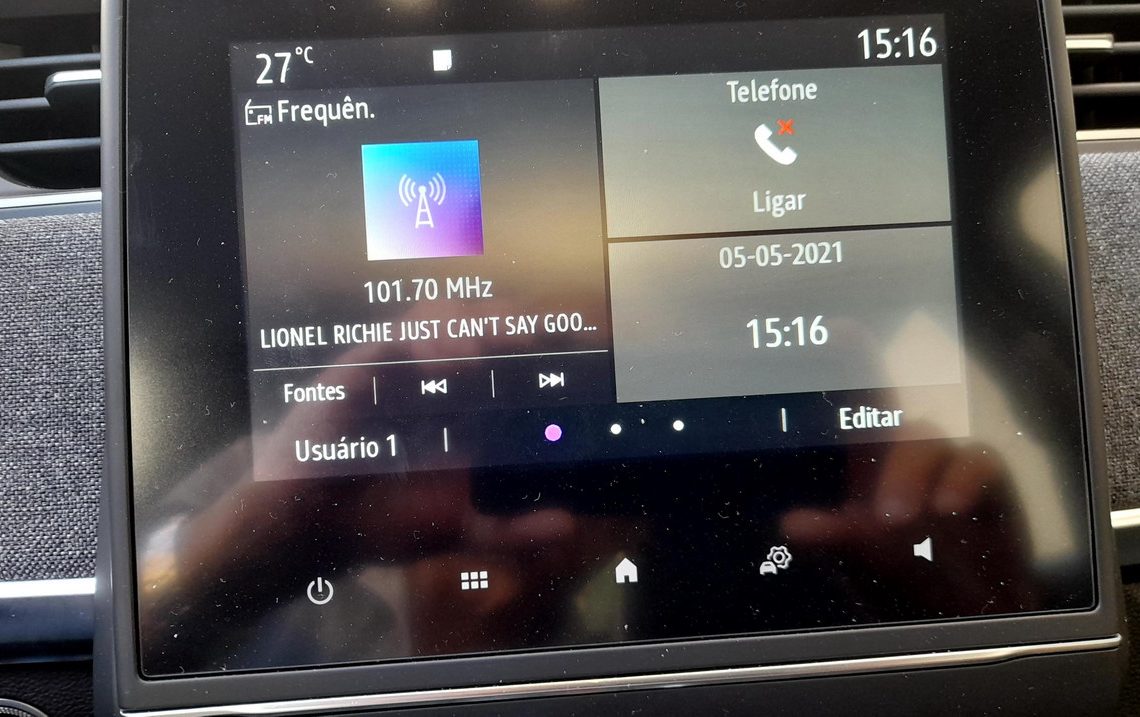 27°C
15:16
FM Frequên.
101.70 MHz
LIONEL RICHIE JUST CAN'T SAY GOO...
Fontes
Telefone
Ligar
05-05-2021
15:16
Usuário 1
Editar